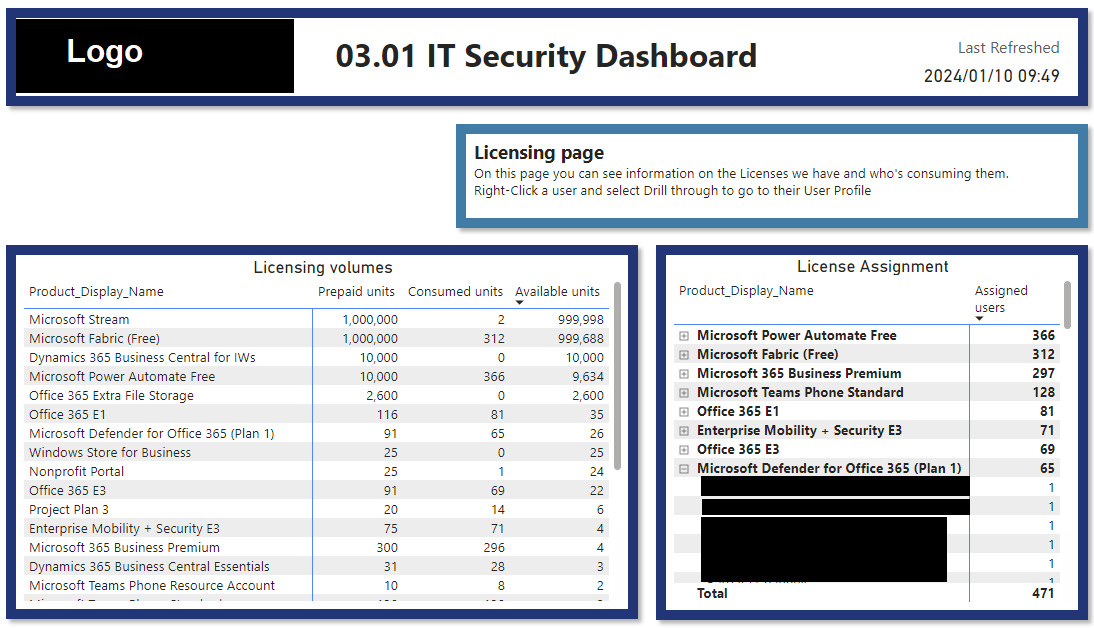 Logo
03.01 IT Security Dashboard
Last Refreshed
2024/01/10 09:49
Licensing page
On this page you can see information on the Licenses we have and who's consuming them.
Right-Click a user and select Drill through to go to their User Profile
Licensing volumes
Product_Display_Name Prepaid units Consumed units Available units
Microsoft Stream 1,000,000 2 999,998
Microsoft Fabric (Free) 1,000,000 312 999,688
Dynamics 365 Business Central for IWs 10,000 0 10,000
Microsoft Power Automate Free 10,000 366 9,634
Office 365 Extra File Storage 2,600 0 2,600
Office 365 E1 116 81 35
Microsoft Defender for Office 365 (Plan 1) 91 65 26
Windows Store for Business 25 0 25
Nonprofit Portal 25 1 24
Office 365 E3 91 69 22
Project Plan 3 20 14 6
Enterprise Mobility + Security E3 75 71 4
Microsoft 365 Business Premium 300 296 4
Dynamics 365 Business Central Essentials 31 28 3
Microsoft Teams Phone Resource Account 10 8 2
License Assignment
Product_Display_Name Assigned
users
Microsoft Power Automate Free 366
Microsoft Fabric (Free) 312
Microsoft 365 Business Premium 297
Microsoft Teams Phone Standard 128
Office 365 E1 81
Enterprise Mobility + Security E3 71
Office 365 E3 69
Microsoft Defender for Office 365 (Plan 1) 65
1
1
1
1
1
Total 471